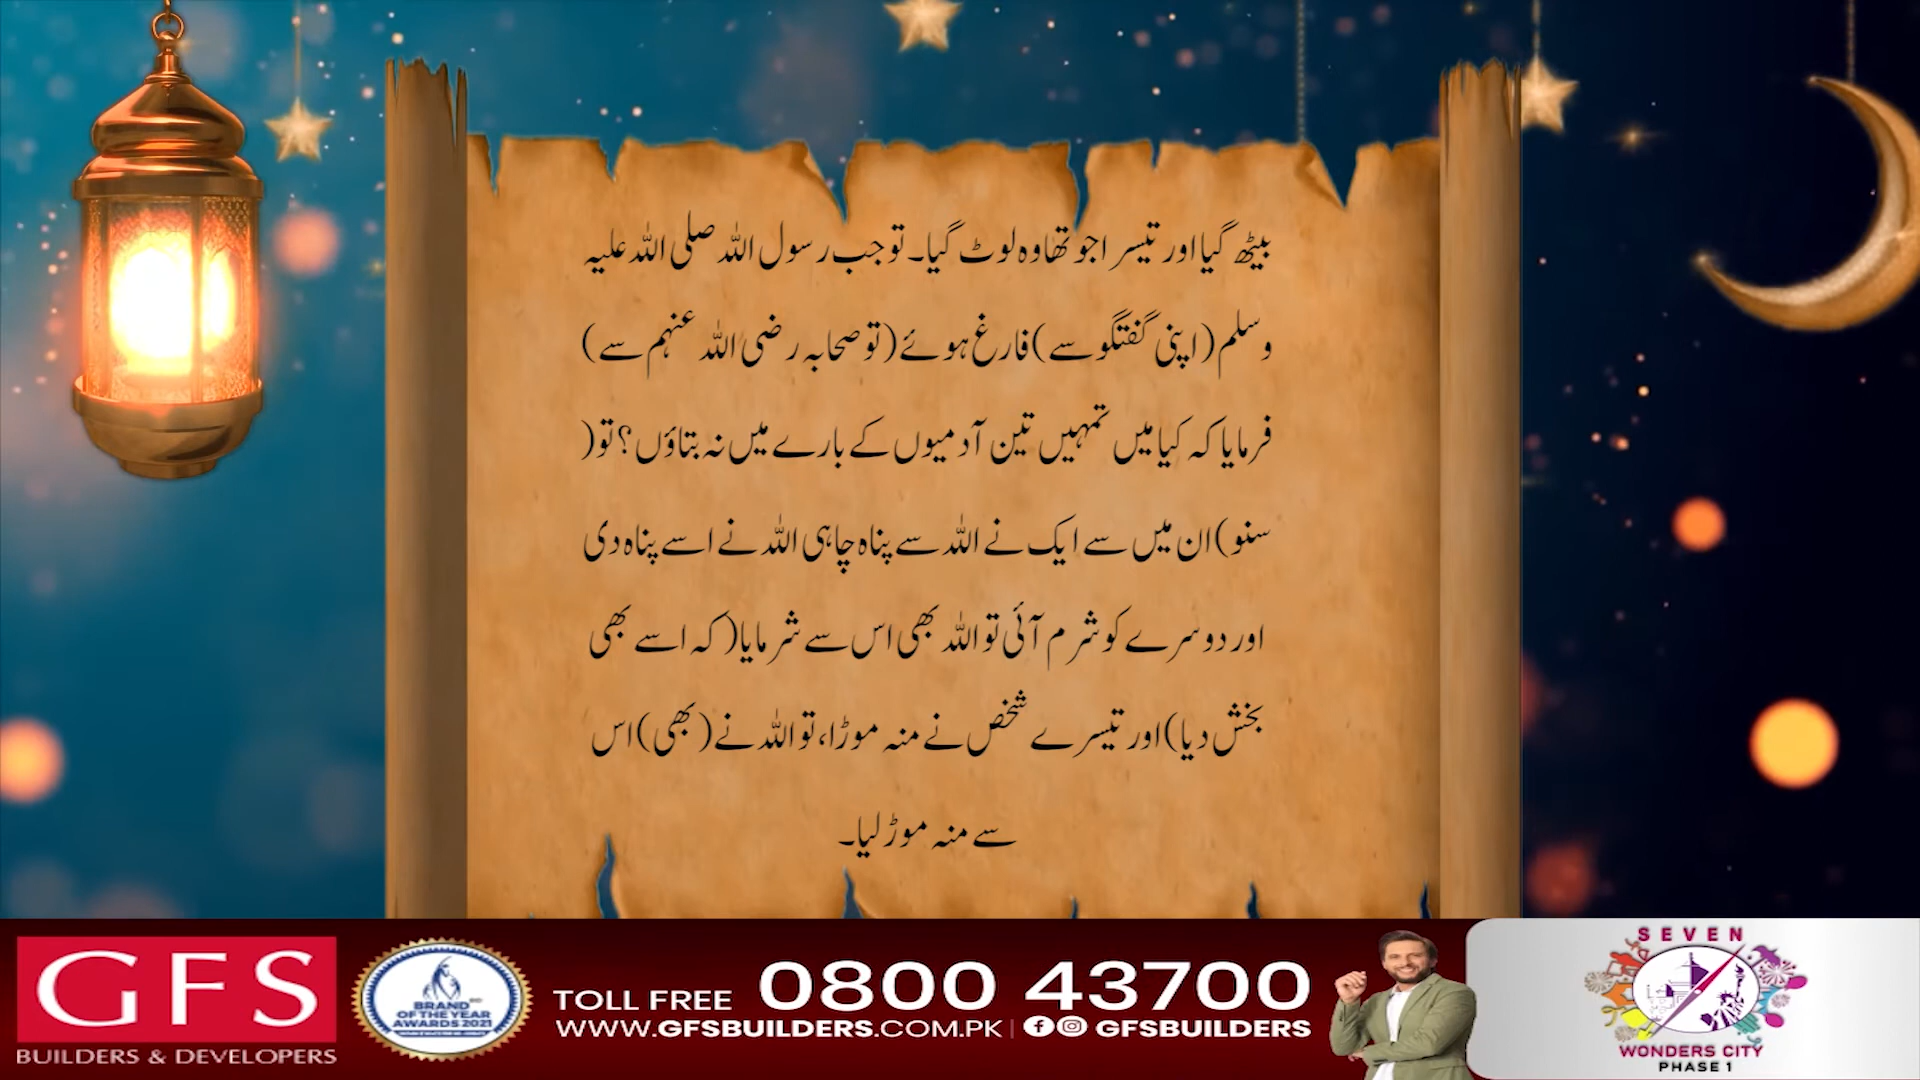 بیٹھ گیا اور تیسرا جو تھا وہ لوٹ گیا۔ تو جب رسول اللہ صلی اللہ علیہ
وسلم (اپنی گفتگو سے) فارغ ہوئے (تو صحابہ رضی اللہ عنہم سے)
فرمایا کہ کیا میں تمہیں تین آدمیوں کے بارے میں نہ بتاؤں؟ تو (
سنو) ان میں سے ایک نے اللہ سے پناہ چاہی اللہ نے اسے پناہ دی
اور دوسرے کو شرم آئی تو اللہ بھی اس سے شرمایا (کہ اسے بھی
بخش دیا) اور تیسرے شخص نے منہ موڑا، تو اللہ نے (بھی) اس
سے منہ موڑ لیا۔
GFS
BUILDERS & DEVELOPERS
BRAND
OF THE YEAR
AWARDS 2021
TOLL FREE 0800 43700
WWW.GFSBUILDERS.COM.PK | GFSBUILDERS
SEVEN
WONDERS CITY
PHASE 1